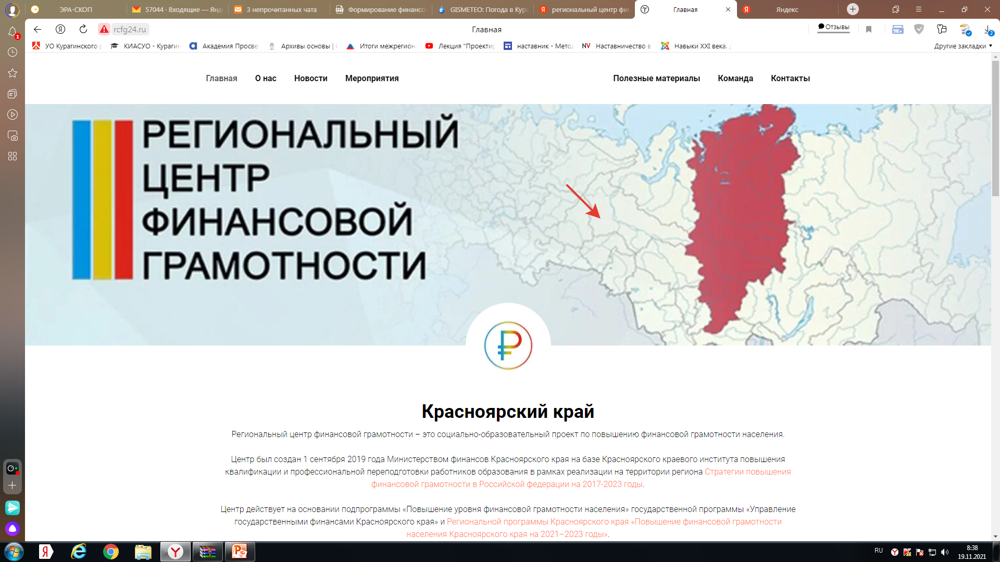 ЭРА-СКОП
57044 · Входящие — Янд
3 непрочитанных чата
Формирование финансо
GISMETEO: Погода в Кура
региональный центр фи
Главная
Яндекс
rcfg24.ru
Главная
Отзывы
9K+
2
1
УО Курагинского р
КИАСУО - Курагин
Академия Просве
Архивы основы | С
Итоги межрегион
Лекция "Проектир
наставник - Метод
Наставничество в
Навыки XXI века.
Другие закладки
Главная
О нас
Новости
Мероприятия
Полезные материалы
Команда
Контакты
РЕГИОНАЛЬНЫЙ
ЦЕНТР
ФИНАНСОВОЙ
ГРАМОТНОСТИ
Красноярский край
Региональный центр финансовой грамотности – это социально-образовательный проект по повышению финансовой грамотности населения.
Центр был создан 1 сентября 2019 года Министерством финансов Красноярского края на базе Красноярского краевого института повышения
квалификации и профессиональной переподготовки работников образования в рамках реализации на территории региона Стратегии повышения
финансовой грамотности в Российской федерации на 2017-2023 годы.
Центр действует на основании подпрограммы «Повышение уровня финансовой грамотности населения» государственной программы «Управление
государственными финансами Красноярского края» и Региональной программы Красноярского края «Повышение финансовой грамотности
населения Красноярского края на 2021–2023 годы».
RU
8:38
19.11.2021